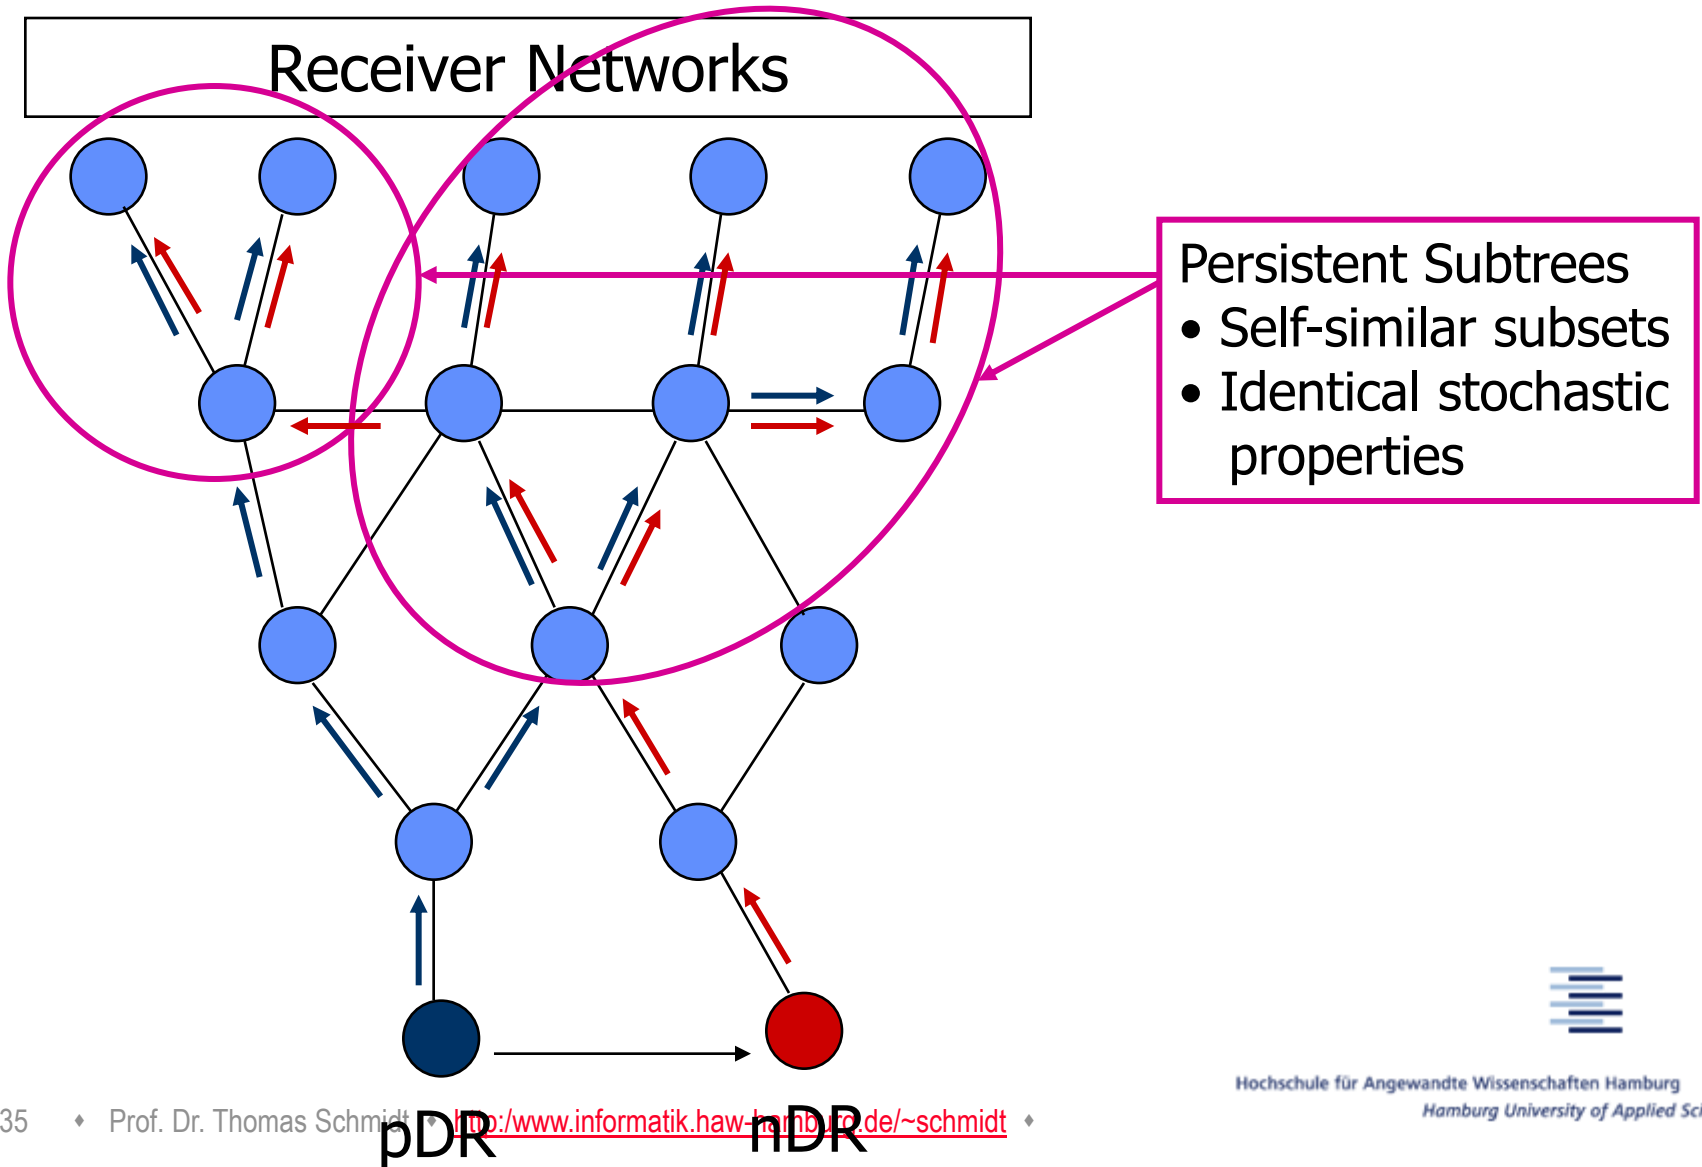 Receiver Networks
Persistent Subtrees
• Self-similar subsets
• Identical stochastic
properties
Hochschule für Angewandte Wissenschaften Hamburg
Hamburg University of Applied Sci
35 ♦ Prof. Dr. Thomas Schmidt ♦ http:/www.informatik.haw-hamburg.de/~schmidt ♦
pDR nDR